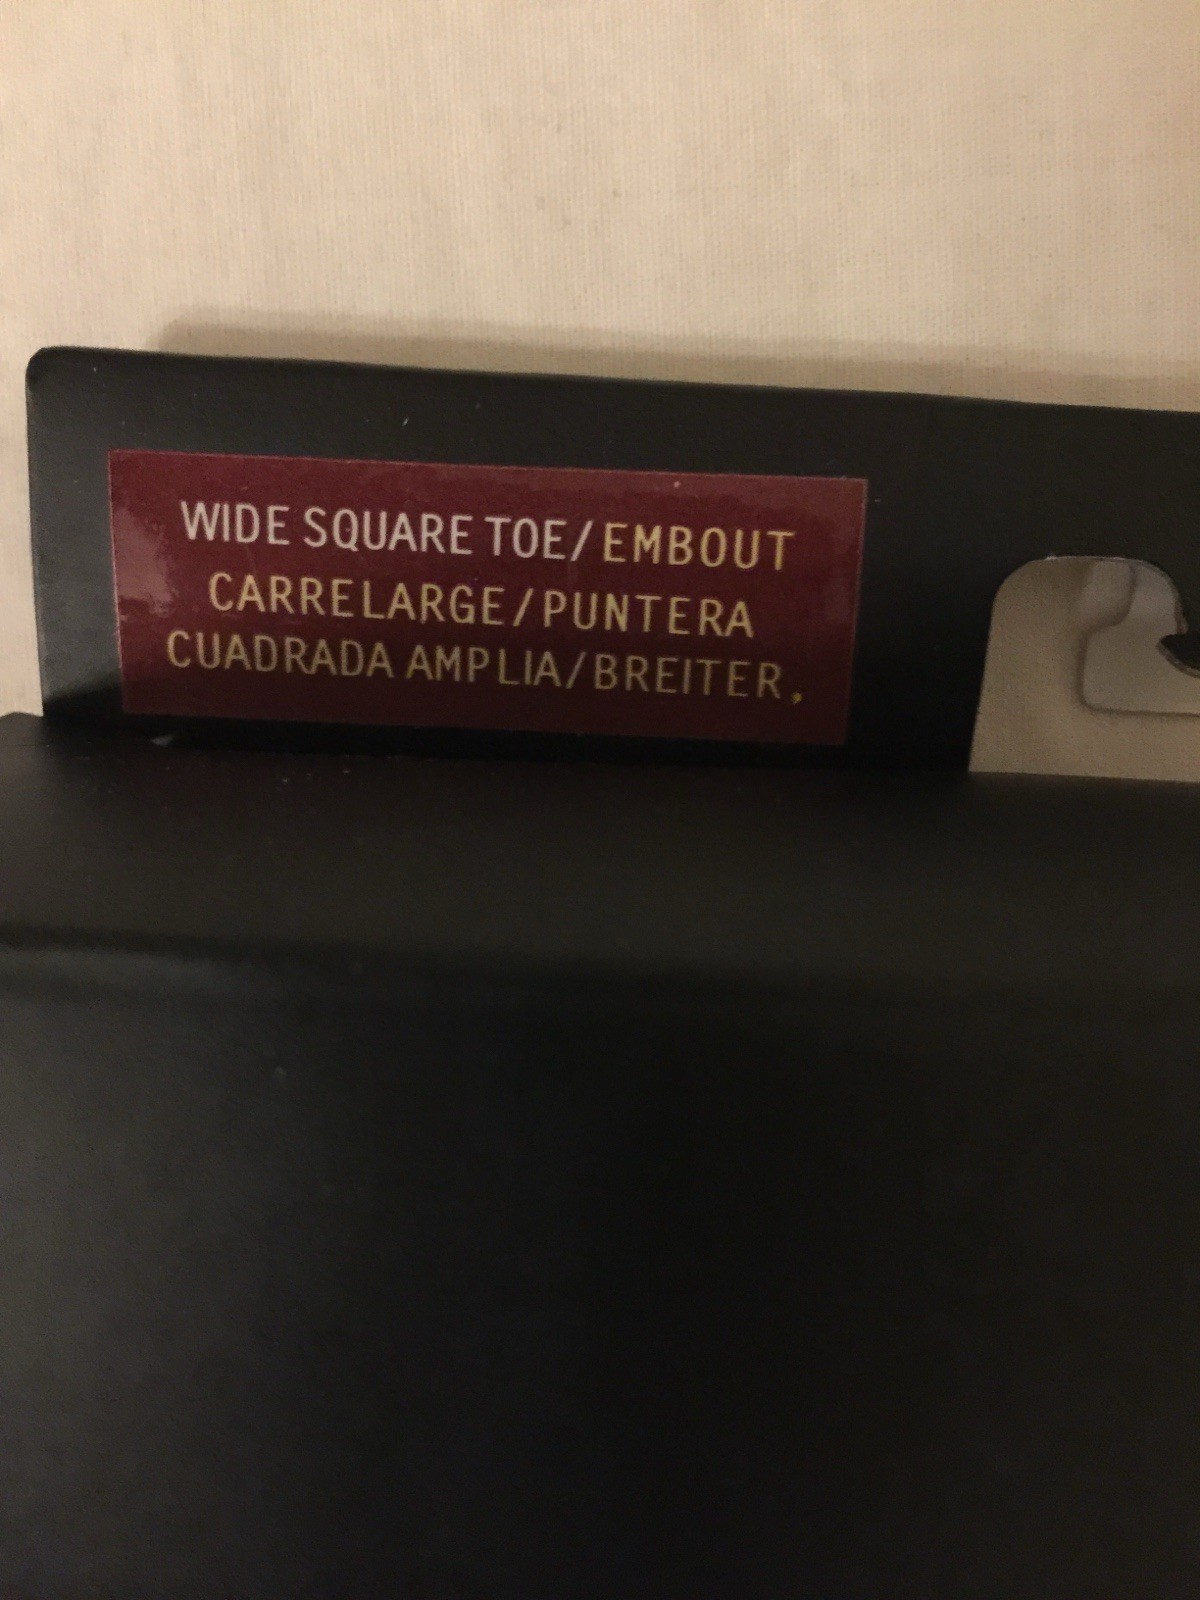 WIDE SQUARE TOE/EMBOUT
CARRELARGE/PUNTERA
CUADRADA AMPLIA/BREITER,